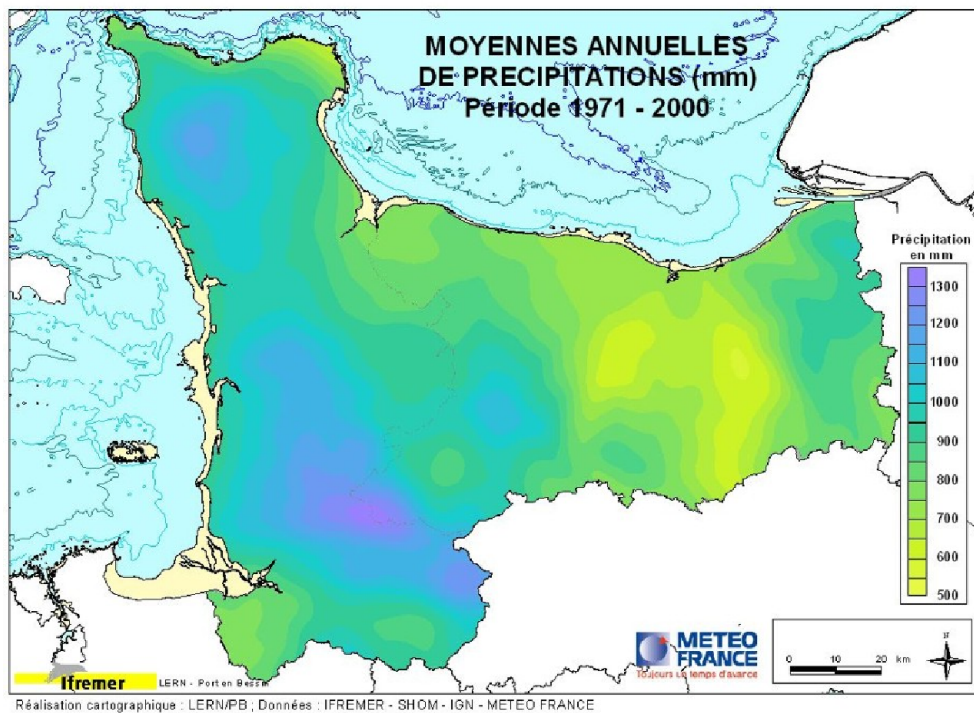 MOYENNES ANNUELLES
DE PRECIPITATIONS (mm)
Période 1971 - 2000
Précipitation
en mm
1300
1200
1100
1000
900
800
700
600
500
METEO
FRANCE
Toujours un temps d'avance
0 10 20 km
N
Ifremer
LERN - Port en Bessin
Réalisation cartographique : LERN/PB ; Données : IFREMER - SHOM - IGN - METEO FRANCE